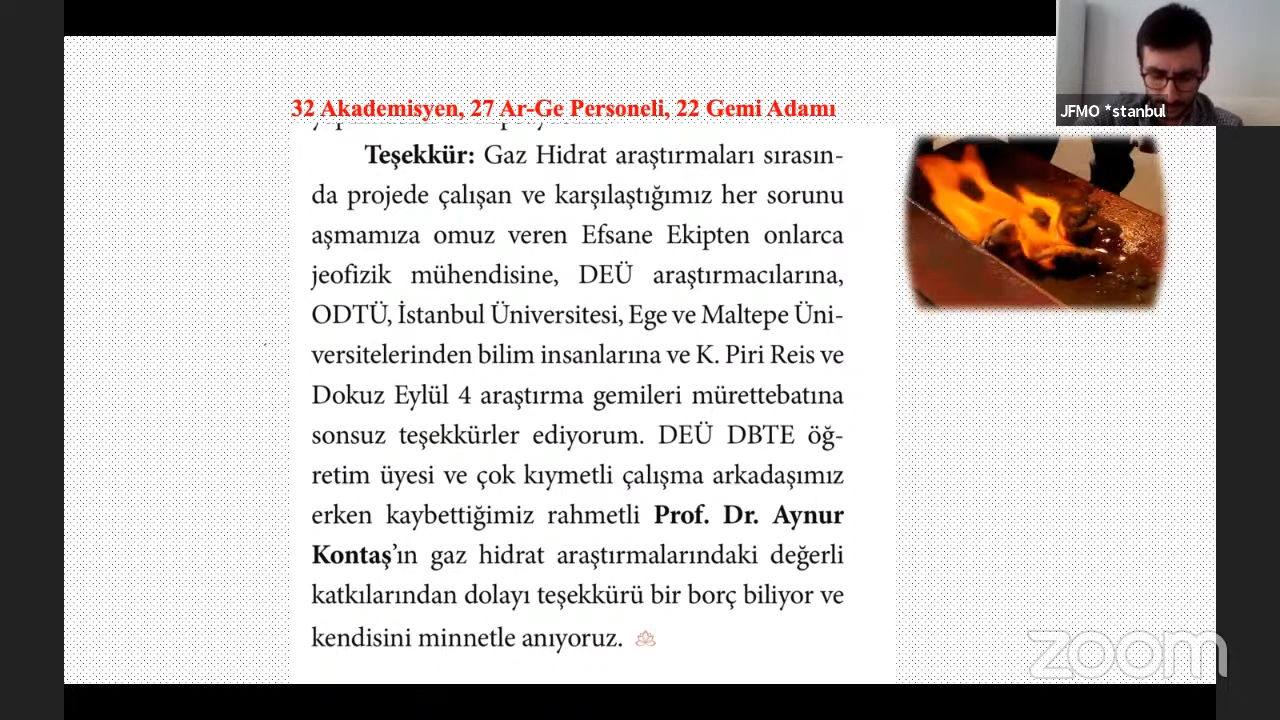 32 Akademisyen, 27 Ar-Ge Personeli, 22 Gemi Adamı
JFMO *stanbul
Teşekkür: Gaz Hidrat araştırmaları sırasın-
da projede çalışan ve karşılaştığımız her sorunu
aşmamıza omuz veren Efsane Ekipten onlarca
jeofizik mühendisine, DEÜ araştırmacılarına,
ODTÜ, İstanbul Üniversitesi, Ege ve Maltepe Üni-
versitelerinden bilim insanlarına ve K. Piri Reis ve
Dokuz Eylül 4 araştırma gemileri mürettebatına
sonsuz teşekkürler ediyorum. DEÜ DBTE öğ-
retim üyesi ve çok kıymetli çalışma arkadaşımız
erken kaybettiğimiz rahmetli Prof. Dr. Aynur
Kontaş'ın gaz hidrat araştırmalarındaki değerli
katkılarından dolayı teşekkürü bir borç biliyor ve
kendisini minnetle anıyoruz.
zoom